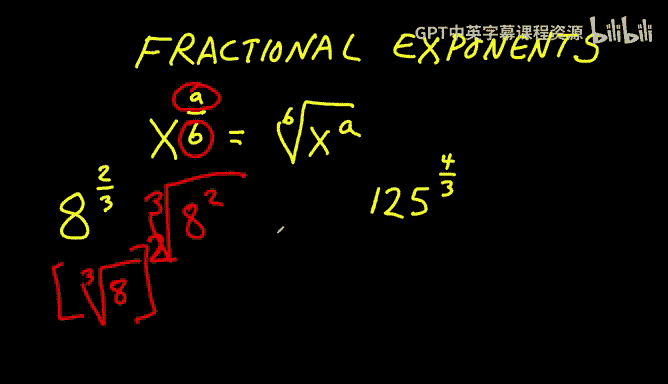 GPT中英字幕课程资源 bilibili
FRACTIONAL EXPONENTS
x^(a/b) = ᵇ√(x^a)
8^(2/3) ³√(8²) 125^(4/3)
[³√8]²